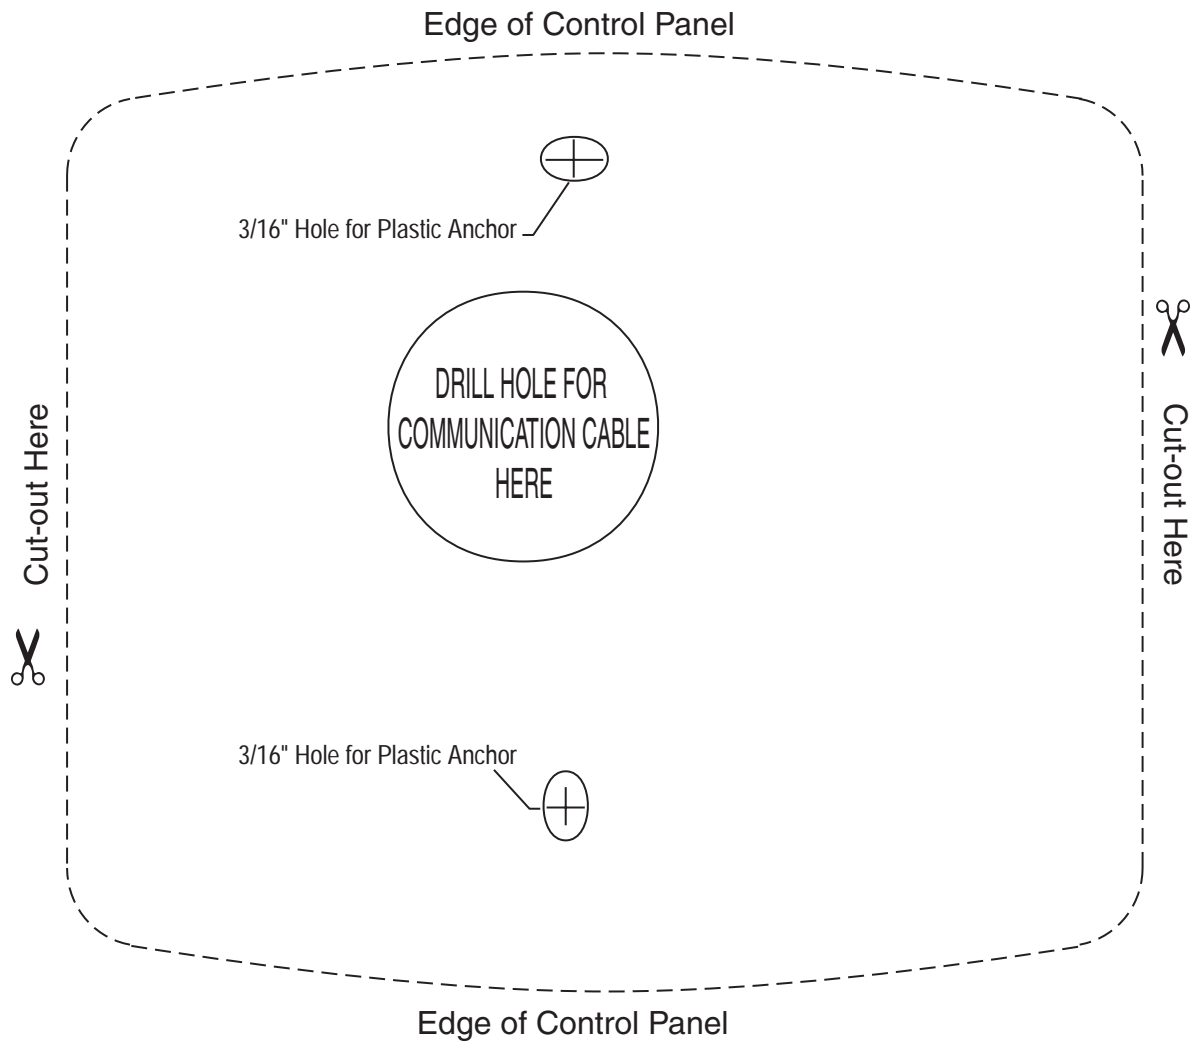 Edge of Control Panel
3/16" Hole for Plastic Anchor
DRILL HOLE FOR
COMMUNICATION CABLE
HERE
Cut-out Here
Cut-out Here
3/16" Hole for Plastic Anchor
Edge of Control Panel